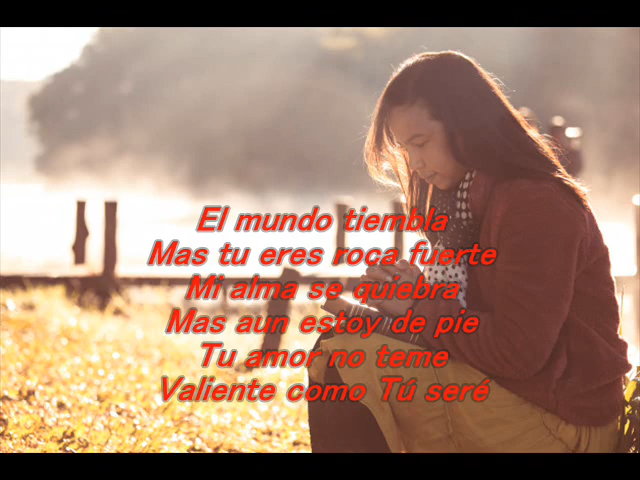 El mundo tiembla
Mas tu eres roca fuerte
Mi alma se quiebra
Mas aun estoy de pie
Tu amor no teme
Valiente como Tú seré